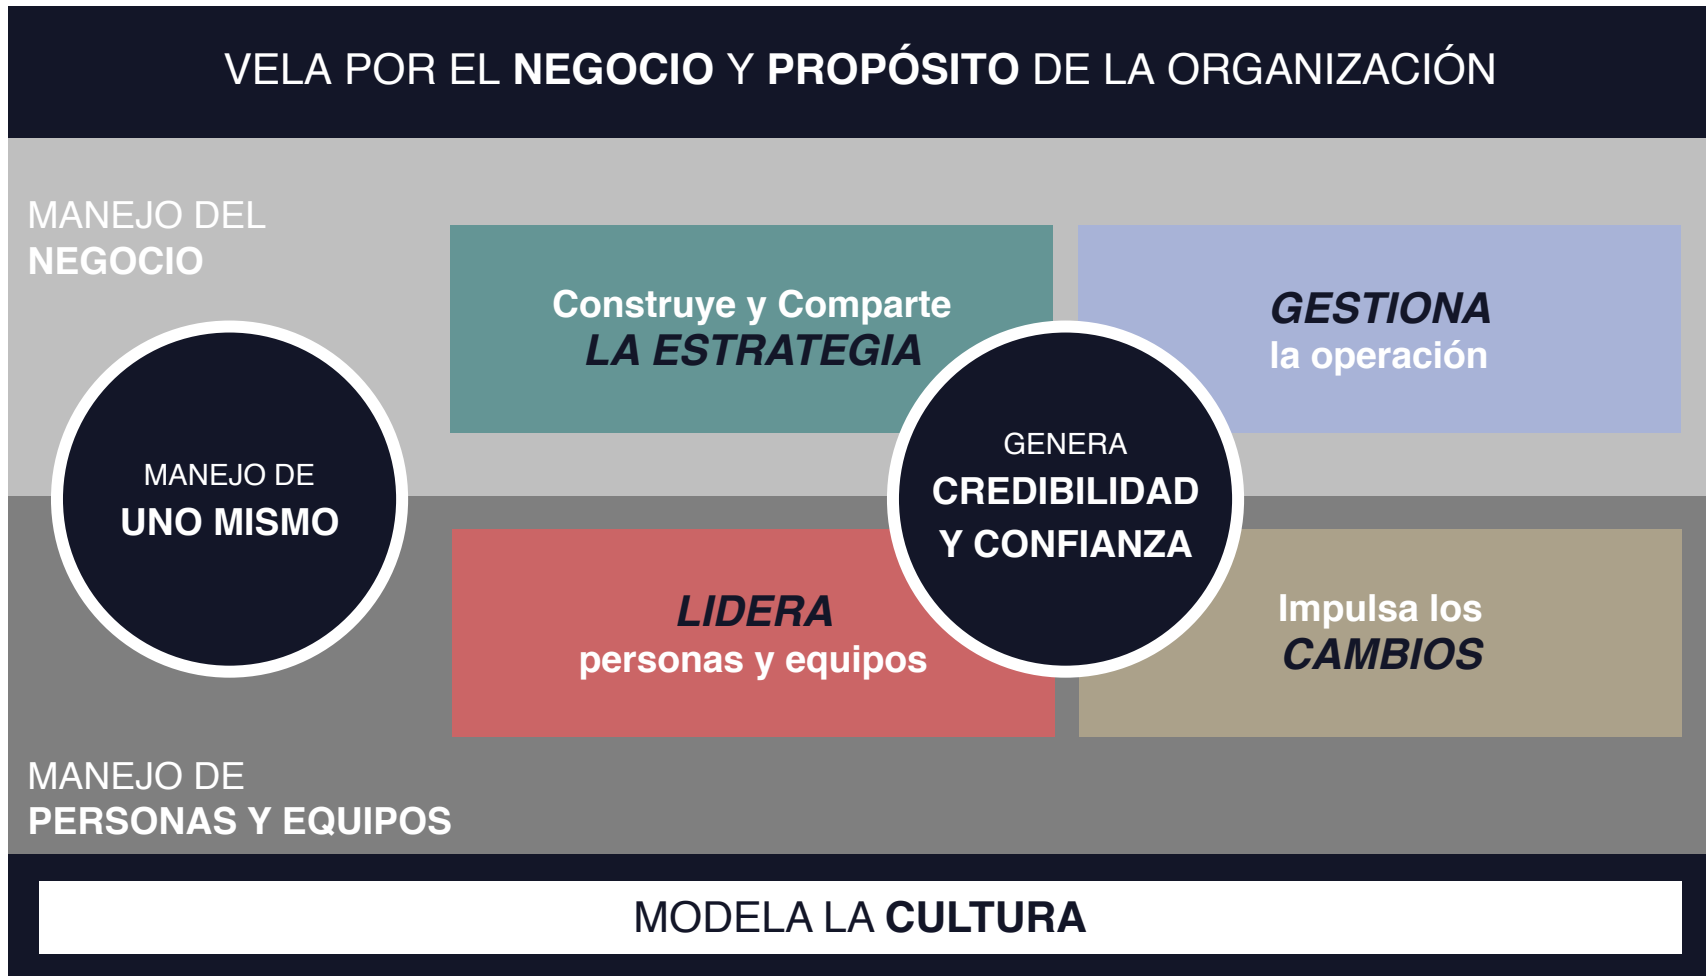 VELA POR EL NEGOCIO Y PROPÓSITO DE LA ORGANIZACIÓN
MANEJO DEL
NEGOCIO
Construye y Comparte
LA ESTRATEGIA
GESTIONA
la operación
MANEJO DE
UNO MISMO
GENERA
CREDIBILIDAD
Y CONFIANZA
LIDERA
personas y equipos
Impulsa los
CAMBIOS
MANEJO DE
PERSONAS Y EQUIPOS
MODELA LA CULTURA